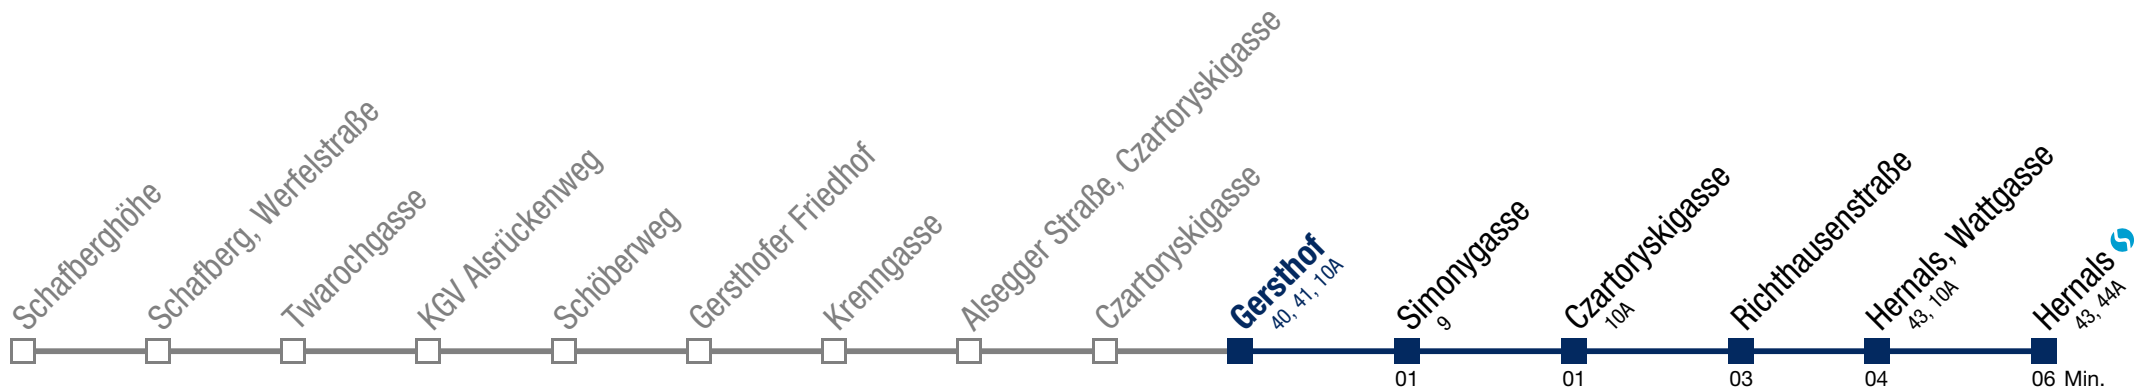 Schafberghöhe
Schafberg, Werfelstraße
Twarochgasse
KGV Alsrückenweg
Schöberweg
Gersthofer Friedhof
Krenngasse
Alsegger Straße, Czartoryskigasse
Czartoryskigasse
Gersthof
40, 41, 10A
Simonygasse
9
Czartoryskigasse
10A
Richthausenstraße
Hernals, Wattgasse
43, 10A
Hernals
43, 44A
01 01 03 04 06 Min.